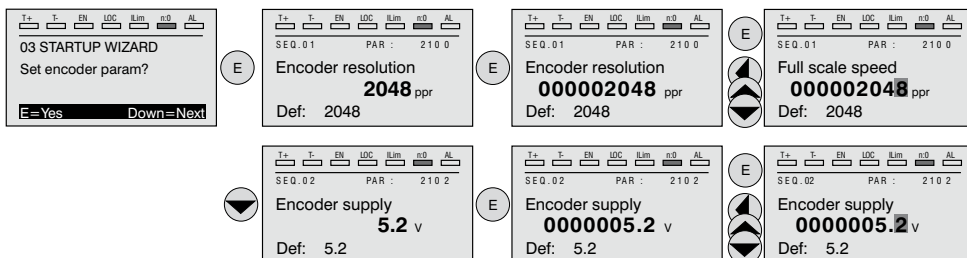 T+ T- EN LOC ILim n:0 AL
03 STARTUP WIZARD
Set encoder param?
E=Yes Down=Next
E
T+ T- EN LOC ILim n:0 AL
SEQ.01 PAR : 2100
Encoder resolution
2048 ppr
Def: 2048
E
T+ T- EN LOC ILim n:0 AL
SEQ.01 PAR : 2100
Encoder resolution
000002048 ppr
Def: 2048
E
T+ T- EN LOC ILim n:0 AL
SEQ.01 PAR : 2100
Full scale speed
000002048 ppr
Def: 2048
T+ T- EN LOC ILim n:0 AL
SEQ.02 PAR : 2102
Encoder supply
5.2 V
Def: 5.2
E
T+ T- EN LOC ILim n:0 AL
SEQ.02 PAR : 2102
Encoder supply
0000005.2 V
Def: 5.2
E
T+ T- EN LOC ILim n:0 AL
SEQ.02 PAR : 2102
Encoder supply
0000005.2 V
Def: 5.2